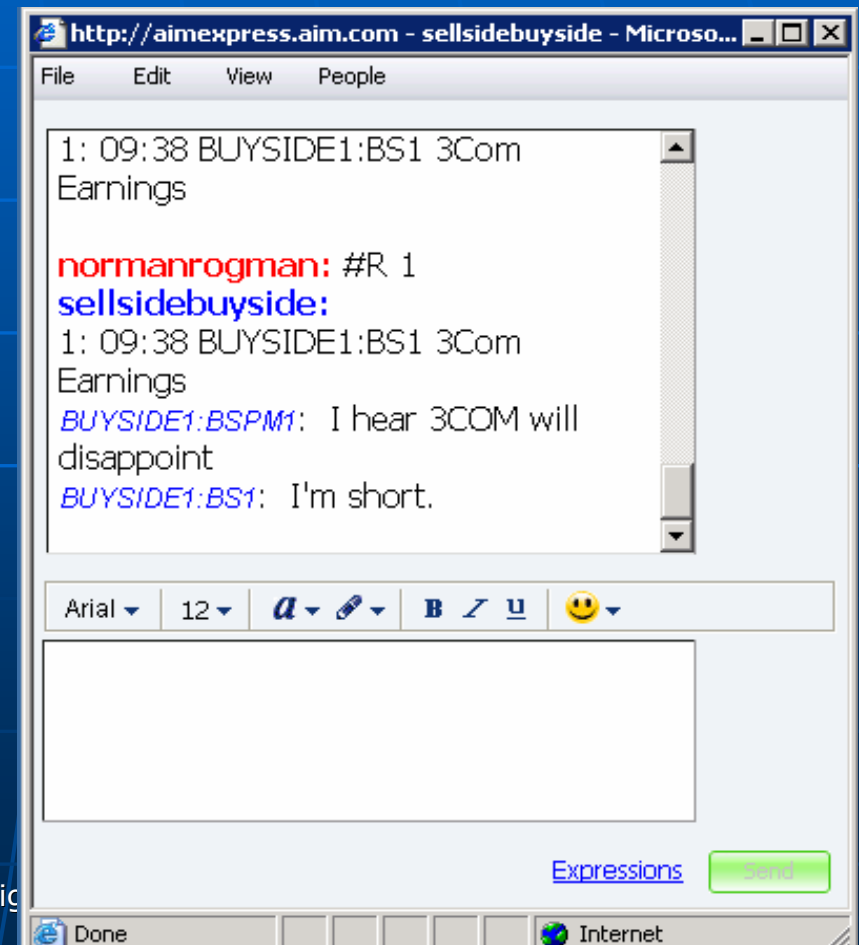 http://aimexpress.aim.com - sellsidebuyside - Microso...
File Edit View People
1: 09:38 BUYSIDE1:BS1 3Com
Earnings
normanrogman: #R 1
sellsidebuyside:
1: 09:38 BUYSIDE1:BS1 3Com
Earnings
BUYSIDE1:BSPM1: I hear 3COM will
disappoint
BUYSIDE1:BS1: I'm short.
Arial 12 a B I U
Expressions Send
Done Internet